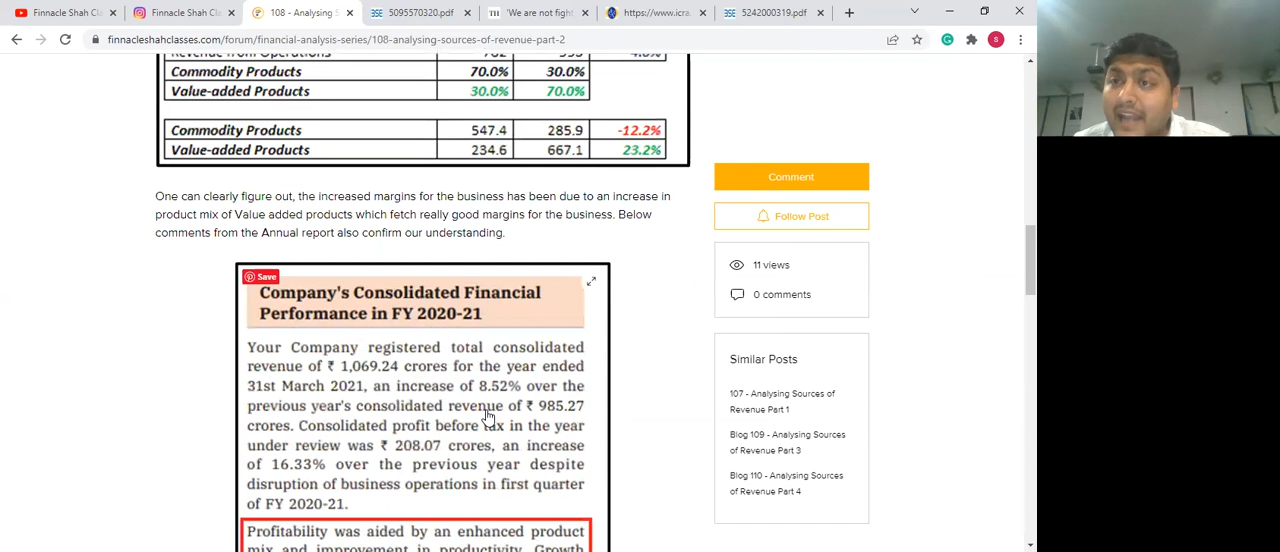 Finnacle Shah Clas
Finnacle Shah Clas
108 - Analysing S
5095570320.pdf
'We are not figh
https://www.icra
5242000319.pdf
finnacleshahclasses.com/forum/financial-analysis-series/108-analysing-sources-of-revenue-part-2
Commodity Products 70.0% 30.0%
Value-added Products 30.0% 70.0%
Commodity Products 547.4 285.9 -12.2%
Value-added Products 234.6 667.1 23.2%
One can clearly figure out, the increased margins for the business has been due to an increase in
product mix of Value added products which fetch really good margins for the business. Below
comments from the Annual report also confirm our understanding.
Save
Company's Consolidated Financial
Performance in FY 2020-21
Your Company registered total consolidated
revenue of ₹ 1,069.24 crores for the year ended
31st March 2021, an increase of 8.52% over the
previous year's consolidated revenue of ₹ 985.27
crores. Consolidated profit before tax in the year
under review was ₹ 208.07 crores, an increase
of 16.33% over the previous year despite
disruption of business operations in first quarter
of FY 2020-21.
Profitability was aided by an enhanced product
mix and improvement in productivity. Growth
Comment
Follow Post
11 views
0 comments
Similar Posts
107 - Analysing Sources of
Revenue Part 1
Blog 109 - Analysing Sources
of Revenue Part 3
Blog 110 - Analysing Sources
of Revenue Part 4